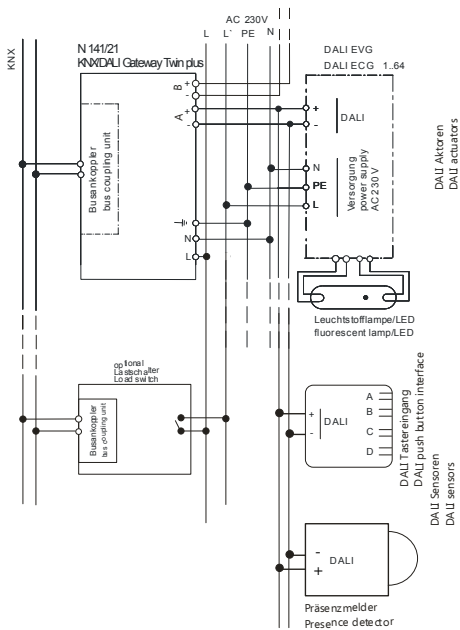 AC 230V
L L` PE N
KNX
N 141/21
KNX/DALI Gateway Twin plus
B + -
A + -
Busankoppler
bus coupling unit
N
L
DALI EVG
DALI ECG 1..64
+
-
DALI
N
PE
L
Versorgung
power supply
AC 230 V
DALI Aktoren
DALI actuators
Leuchtstofflampe/LED
fluorescent lamp/LED
optional
Lastschalter
Load switch
Busankoppler
bus coupling unit
+
-
DALI
A
B
C
D
DALI Tastereingang
DALI push button interface
DALI Sensoren
DALI sensors
-
+
DALI
Präsenzmelder
Presence detector